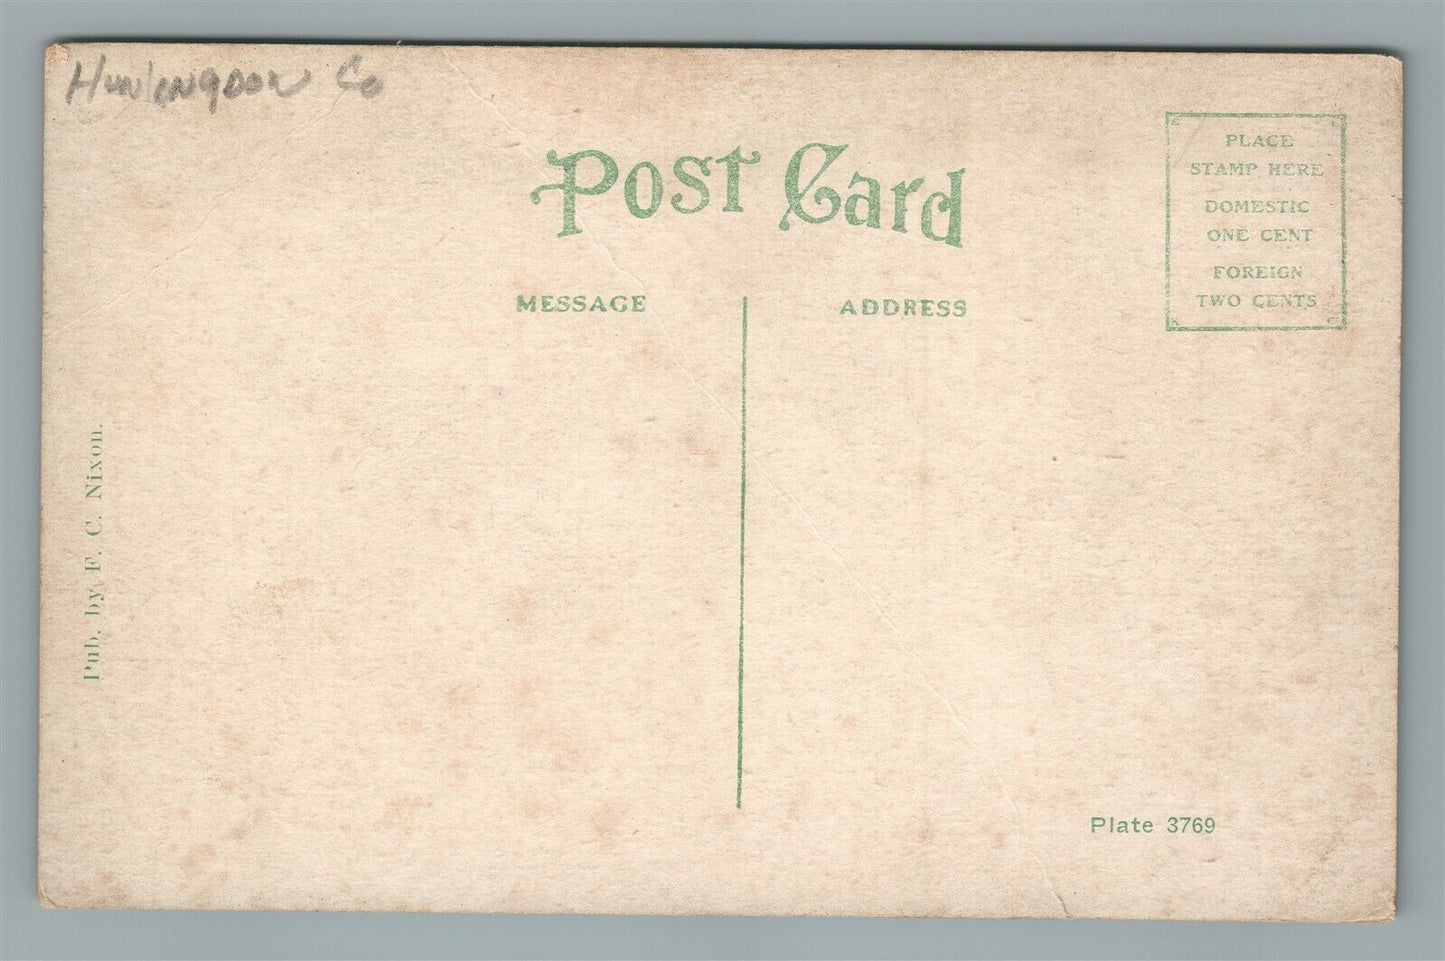 Huntingdon Co
Post Card
PLACE
STAMP HERE
DOMESTIC
ONE CENT
FOREIGN
TWO CENTS
MESSAGE
ADDRESS
Pub. by F. C. Nixon.
Plate 3769